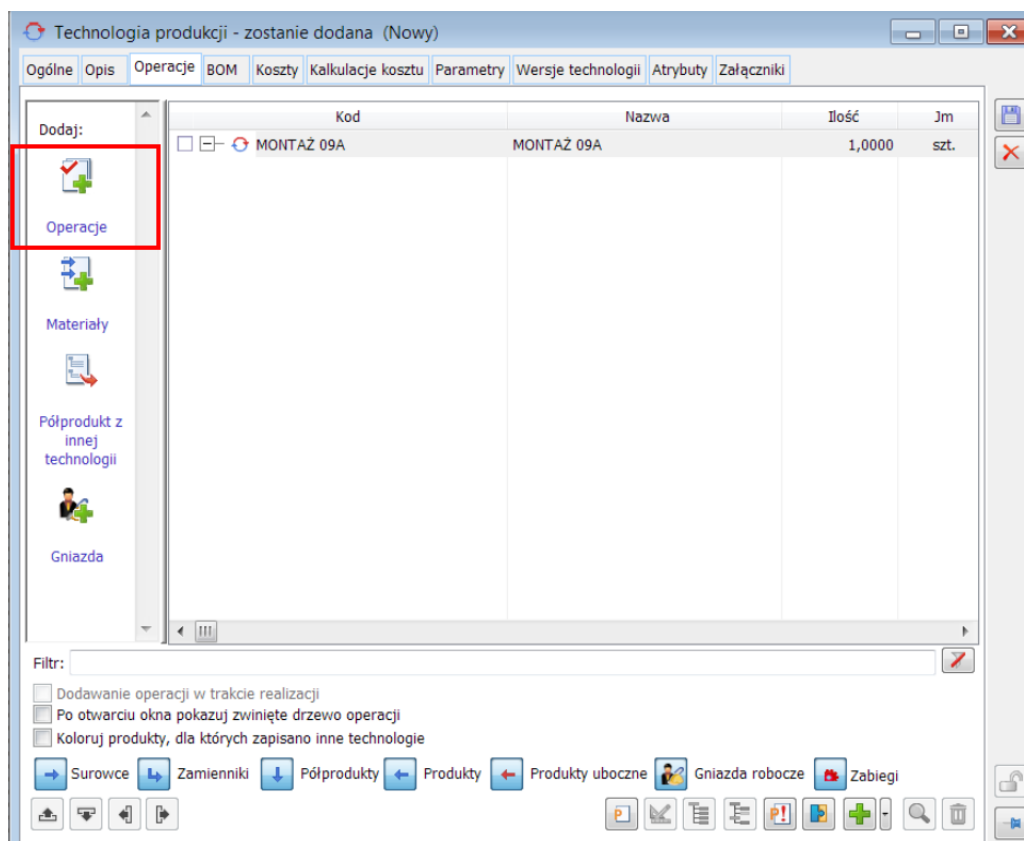 Technologia produkcji - zostanie dodana (Nowy)
Ogólne Opis Operacje BOM Koszty Kalkulacje kosztu Parametry Wersje technologii Atrybuty Załączniki
Dodaj:
Operacje
Materiały
Półprodukt z
innej
technologii
Gniazda
Kod Nazwa Ilość Jm
MONTAŻ 09A MONTAŻ 09A 1,0000 szt.
Filtr:
Dodawanie operacji w trakcie realizacji
Po otwarciu okna pokazuj zwinięte drzewo operacji
Koloruj produkty, dla których zapisano inne technologie
Surowce Zamienniki Półprodukty Produkty Produkty uboczne Gniazda robocze Zabiegi